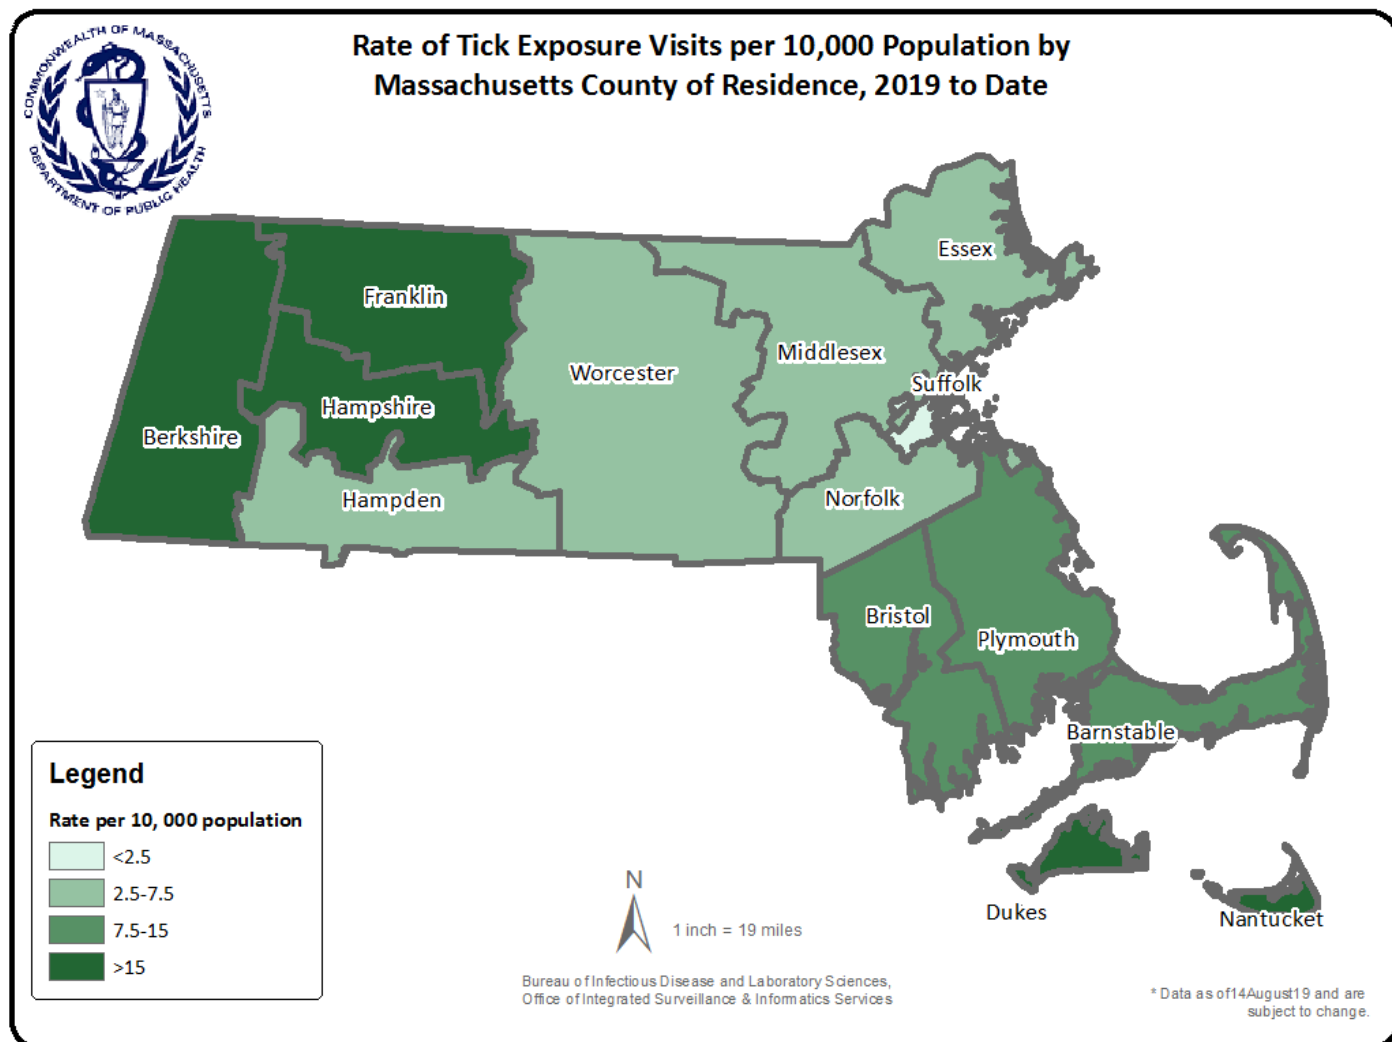 COMMONWEALTH OF MASSACHUSETTS
DEPARTMENT OF PUBLIC HEALTH
Rate of Tick Exposure Visits per 10,000 Population by
Massachusetts County of Residence, 2019 to Date
Essex
Franklin
Middlesex
Worcester
Suffolk
Hampshire
Berkshire
Hampden
Norfolk
Bristol
Plymouth
Barnstable
Dukes
Nantucket
Legend
Rate per 10, 000 population
<2.5
2.5-7.5
7.5-15
>15
N
1 inch = 19 miles
Bureau of Infectious Disease and Laboratory Sciences,
Office of Integrated Surveillance & Informatics Services
* Data as of14August19 and are
subject to change.